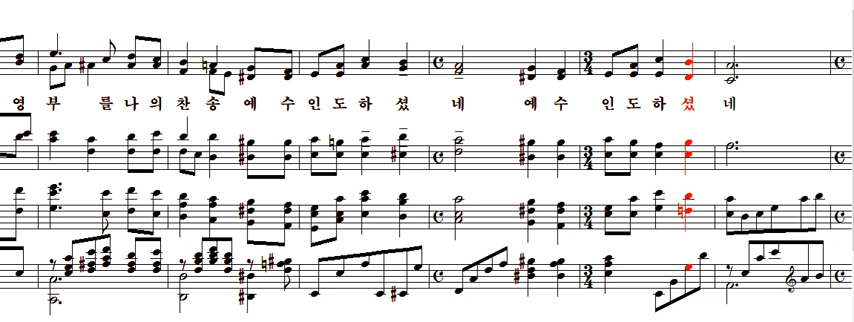 영 부 를 나 의 찬 송 예 수 인 도 하 셨 네 예 수 인 도 하 셨 네